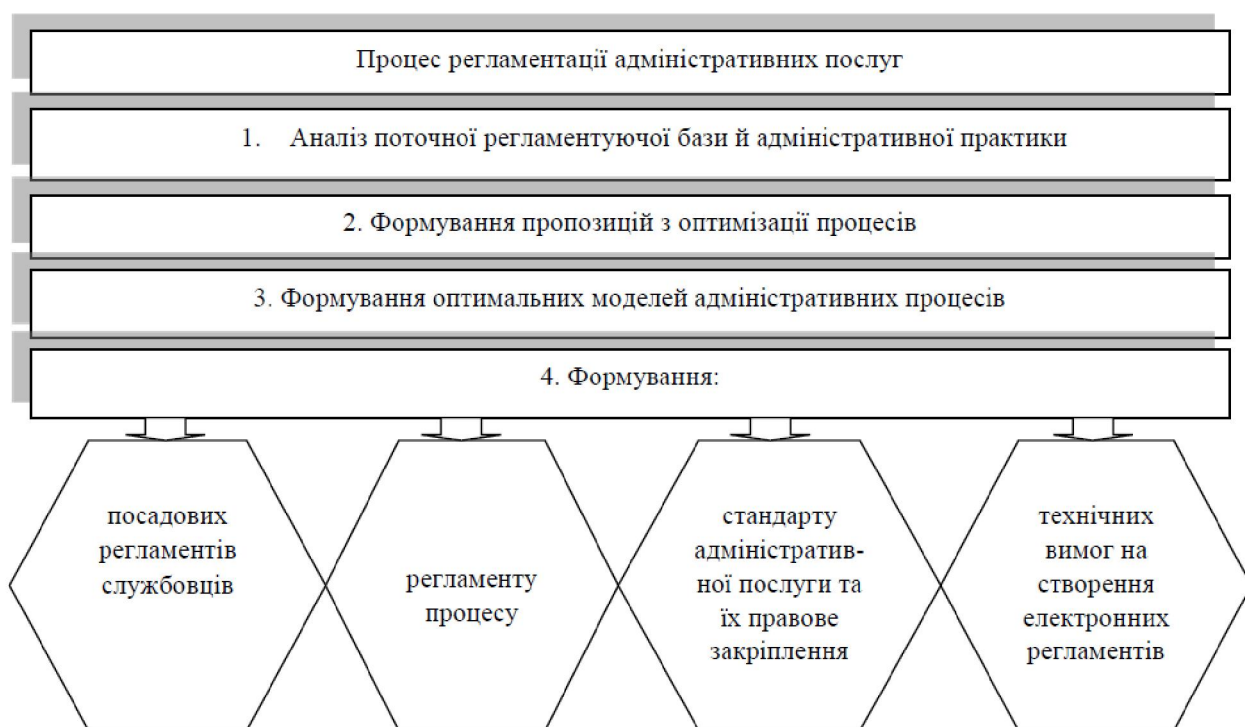 Процес регламентації адміністративних послуг
1. Аналіз поточної регламентуючої бази й адміністративної практики
2. Формування пропозицій з оптимізації процесів
3. Формування оптимальних моделей адміністративних процесів
4. Формування:
посадових
регламентів
службовців
регламенту
процесу
стандарту
адміністратив-
ної послуги та
їх правове
закріплення
технічних
вимог на
створення
електронних
регламентів